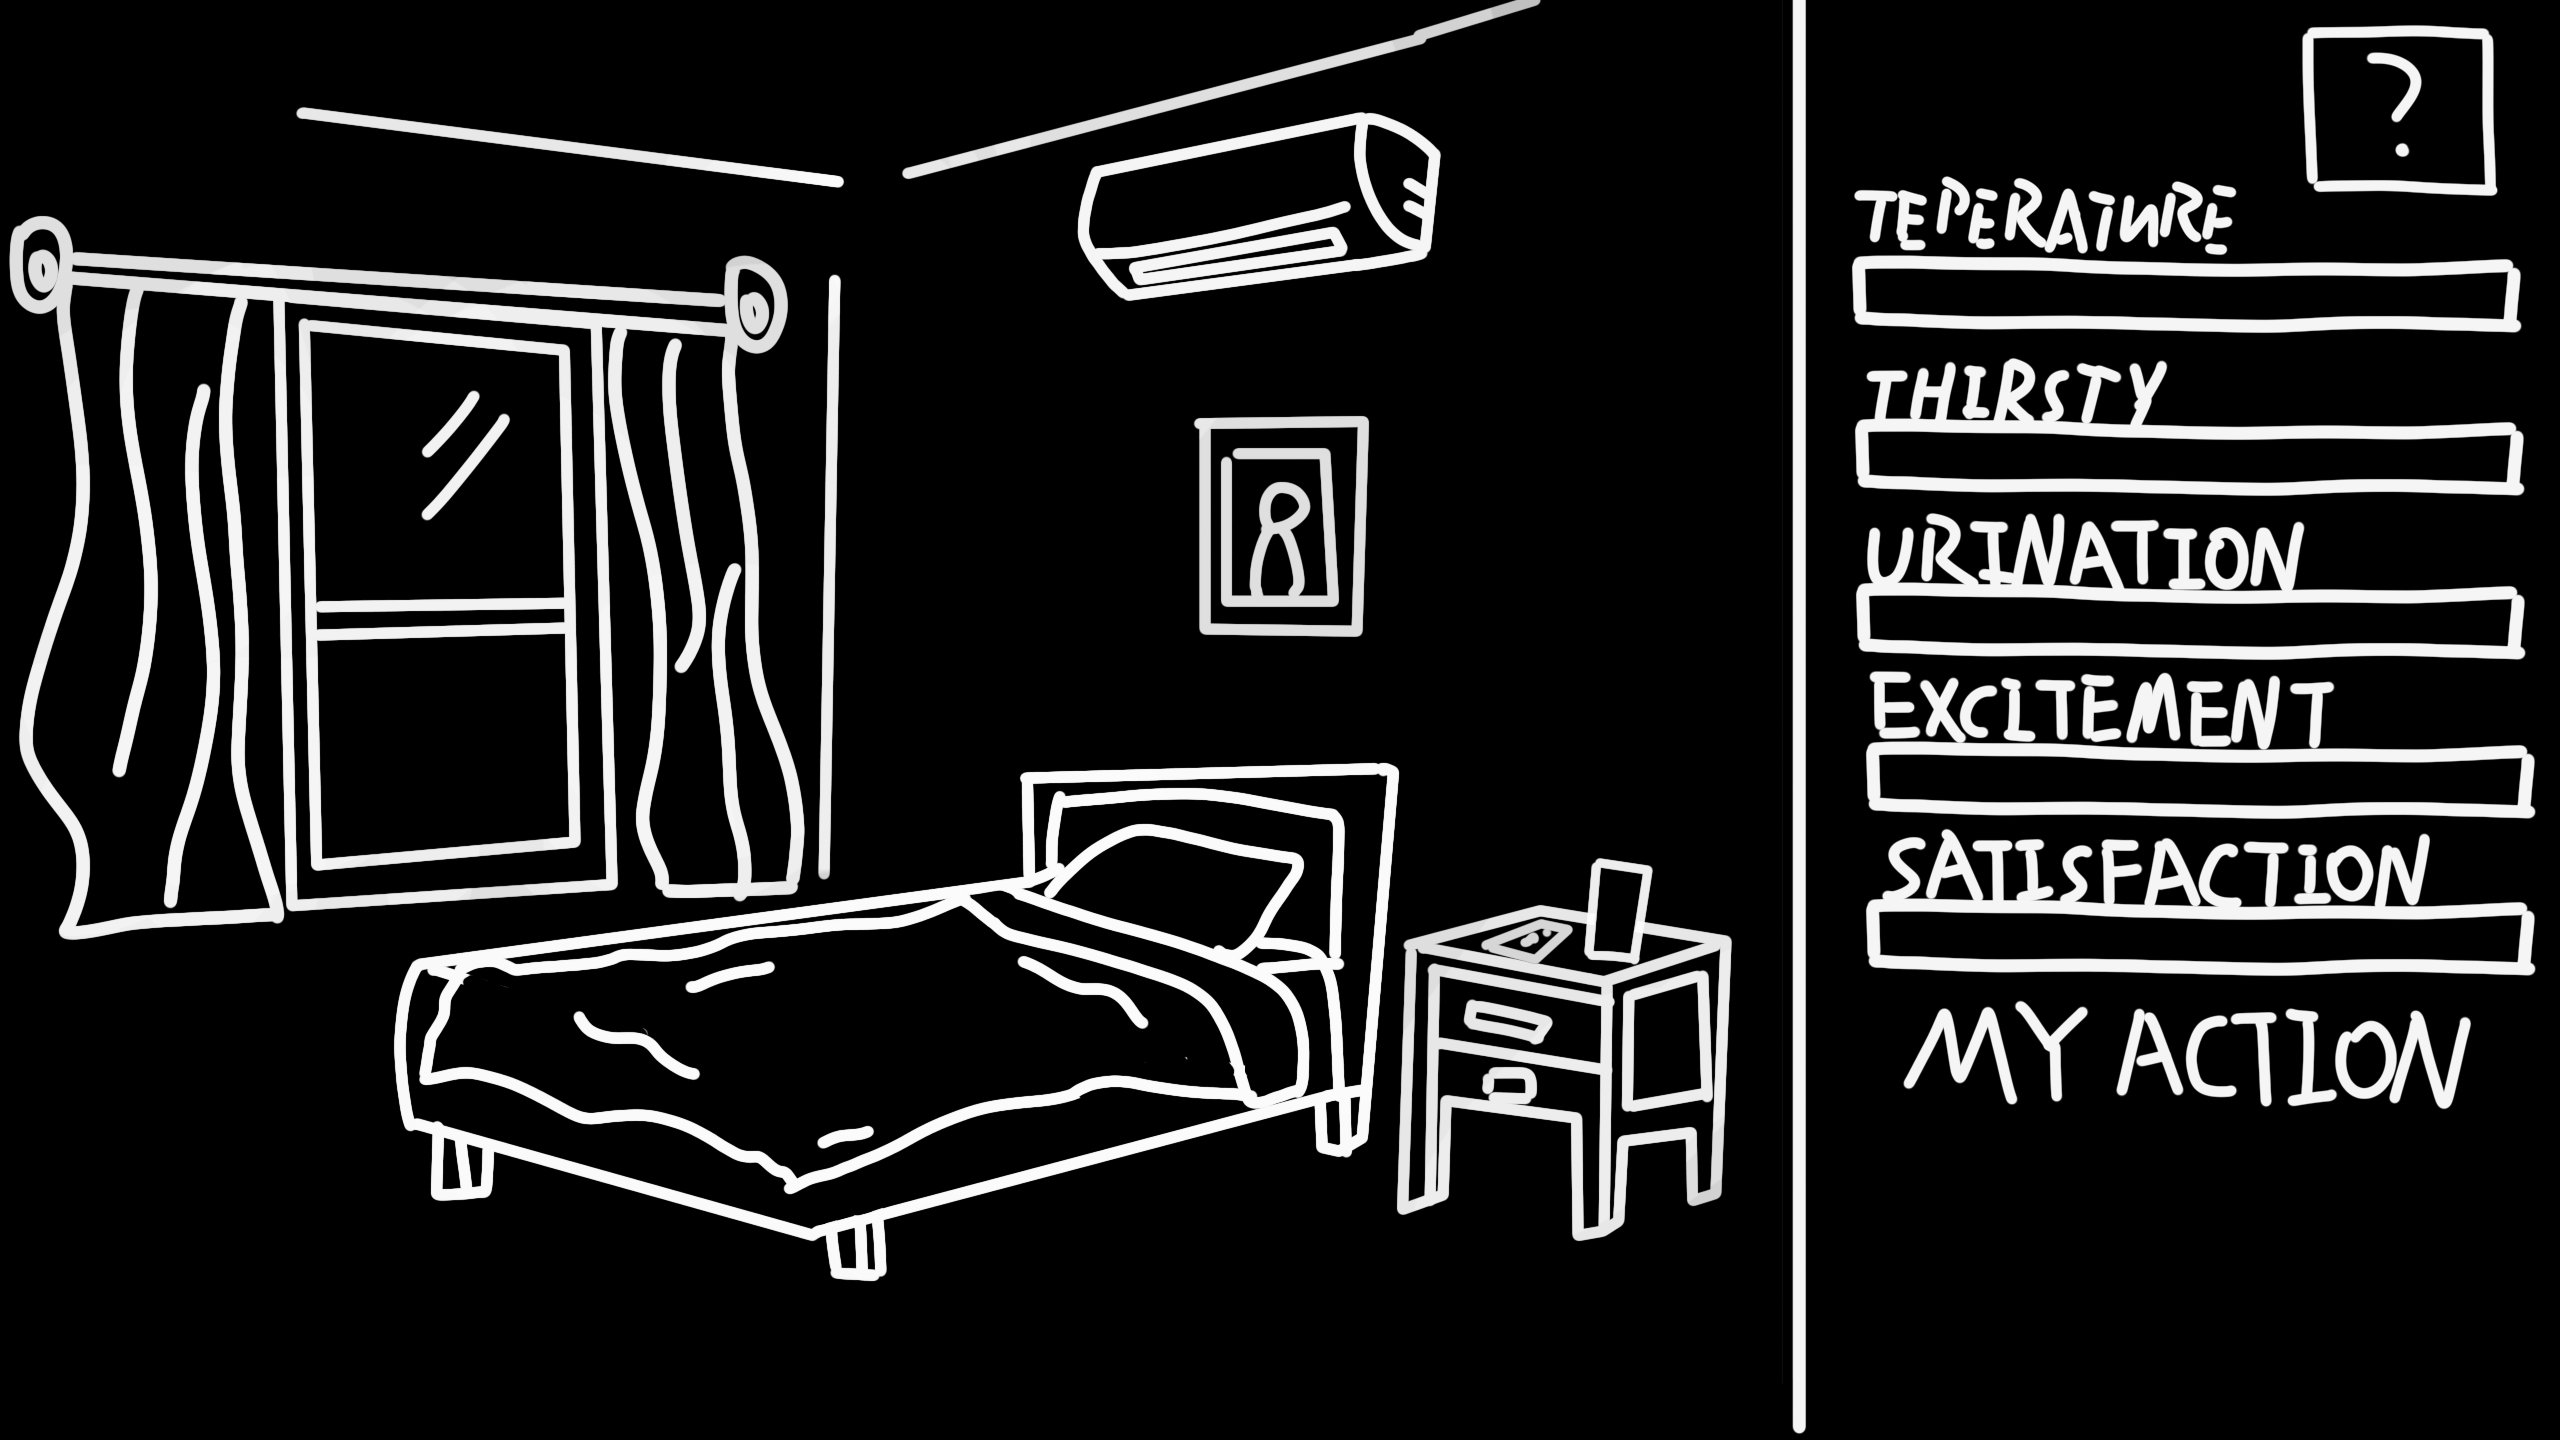 ?
TEPERATURE
THIRSTY
URINATION
EXCITEMENT
SATISFACTION
MY ACTION